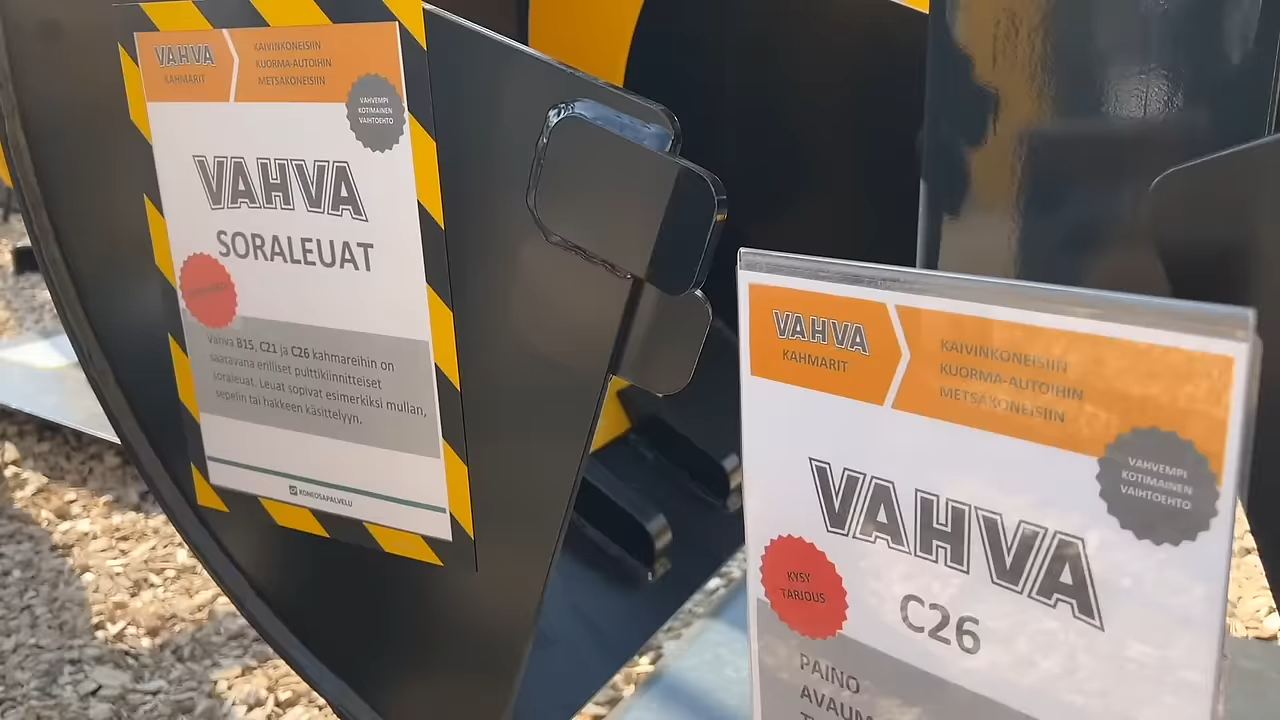 VAHVA
KAHMARIT
KAIVINKONEISIIN
KUORMA-AUTOIHIN
METSÄKONEISIIN
VAHVEMPI
KOTIMAINEN
VAIHTOEHTO
VAHVA
SORALEUAT
Vahva B15, C21 ja C26 kahmareihin on
saatavana erilliset pulttikiinnitteiset
soraleuat. Leuat sopivat esimerkiksi mullan,
sepelin tai hakkeen käsittelyyn.
KONEOSAPALVELU
VAHVA
KAHMARIT
KAIVINKONEISIIN
KUORMA-AUTOIHIN
METSÄKONEISIIN
VAHVEMPI
KOTIMAINEN
VAIHTOEHTO
VAHVA
C26
KYSY
TARJOUS
PAINO